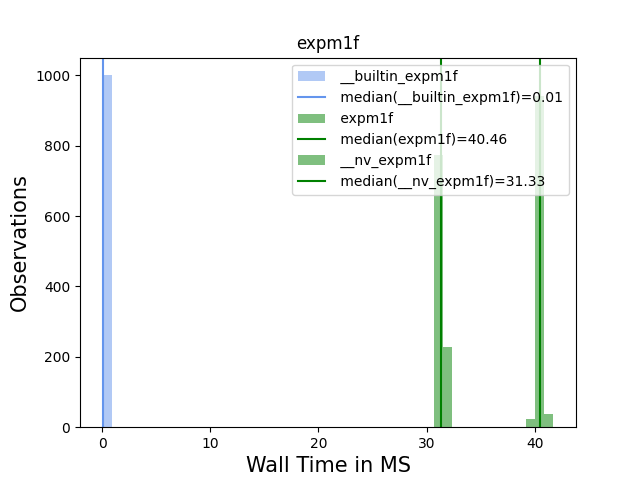 expm1f
__builtin_expm1f
median(__builtin_expm1f)=0.01
expm1f
median(expm1f)=40.46
__nv_expm1f
median(__nv_expm1f)=31.33
Observations
1000
800
600
400
200
0
0 10 20 30 40
Wall Time in MS